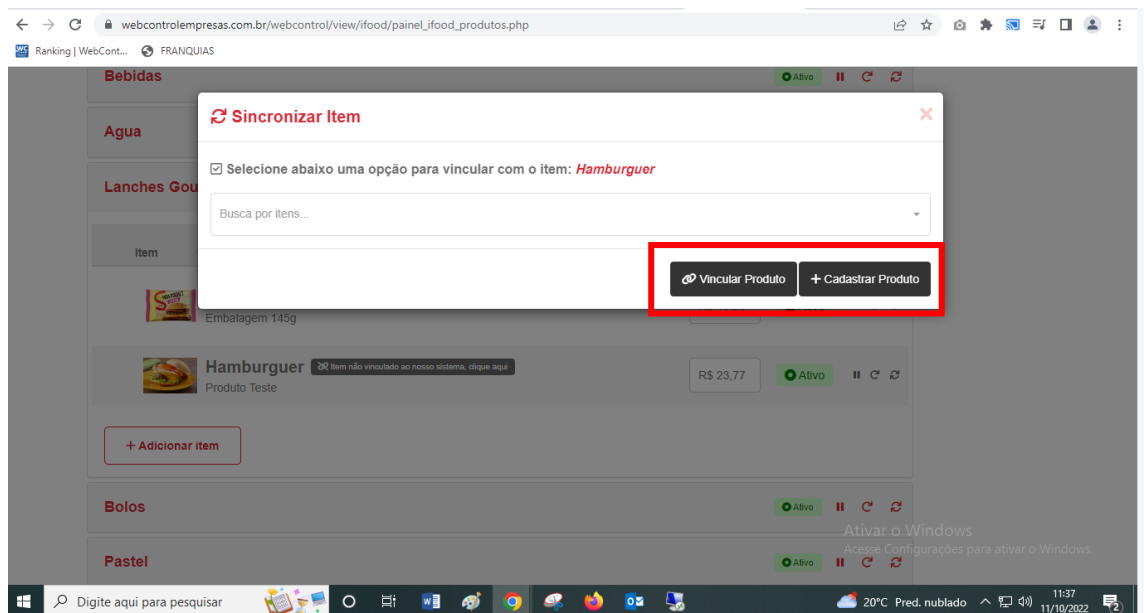 webcontrolempresas.com.br/webcontrol/view/ifood/painel_ifood_produtos.php
Ranking | WebCont... FRANQUIAS
Bebidas Ativo
Sincronizar Item
Agua
Selecione abaixo uma opção para vincular com o item: Hamburguer
Lanches Gou
Busca por itens...
Item
Vincular Produto Cadastrar Produto
Embalagem 145g
Hamburguer Item não vinculado ao nosso sistema, clique aqui
Produto Teste
R$ 23,77 Ativo
+ Adicionar item
Bolos Ativo
Ativar o Windows
Acesse Configurações para ativar o Windows.
Pastel Ativo
Digite aqui para pesquisar
20°C Pred. nublado
11:37
11/10/2022